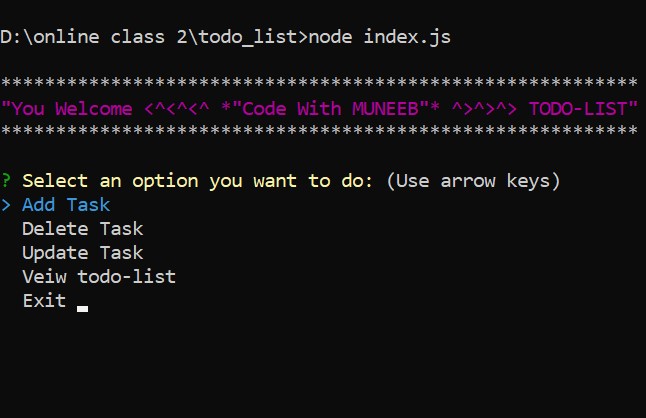 D:\online class 2\todo_list>node index.js
**********************************************************
"You Welcome <^<^<^ *"Code With MUNEEB"* ^>^>^> TODO-LIST"
**********************************************************
? Select an option you want to do: (Use arrow keys)
> Add Task
Delete Task
Update Task
Veiw todo-list
Exit